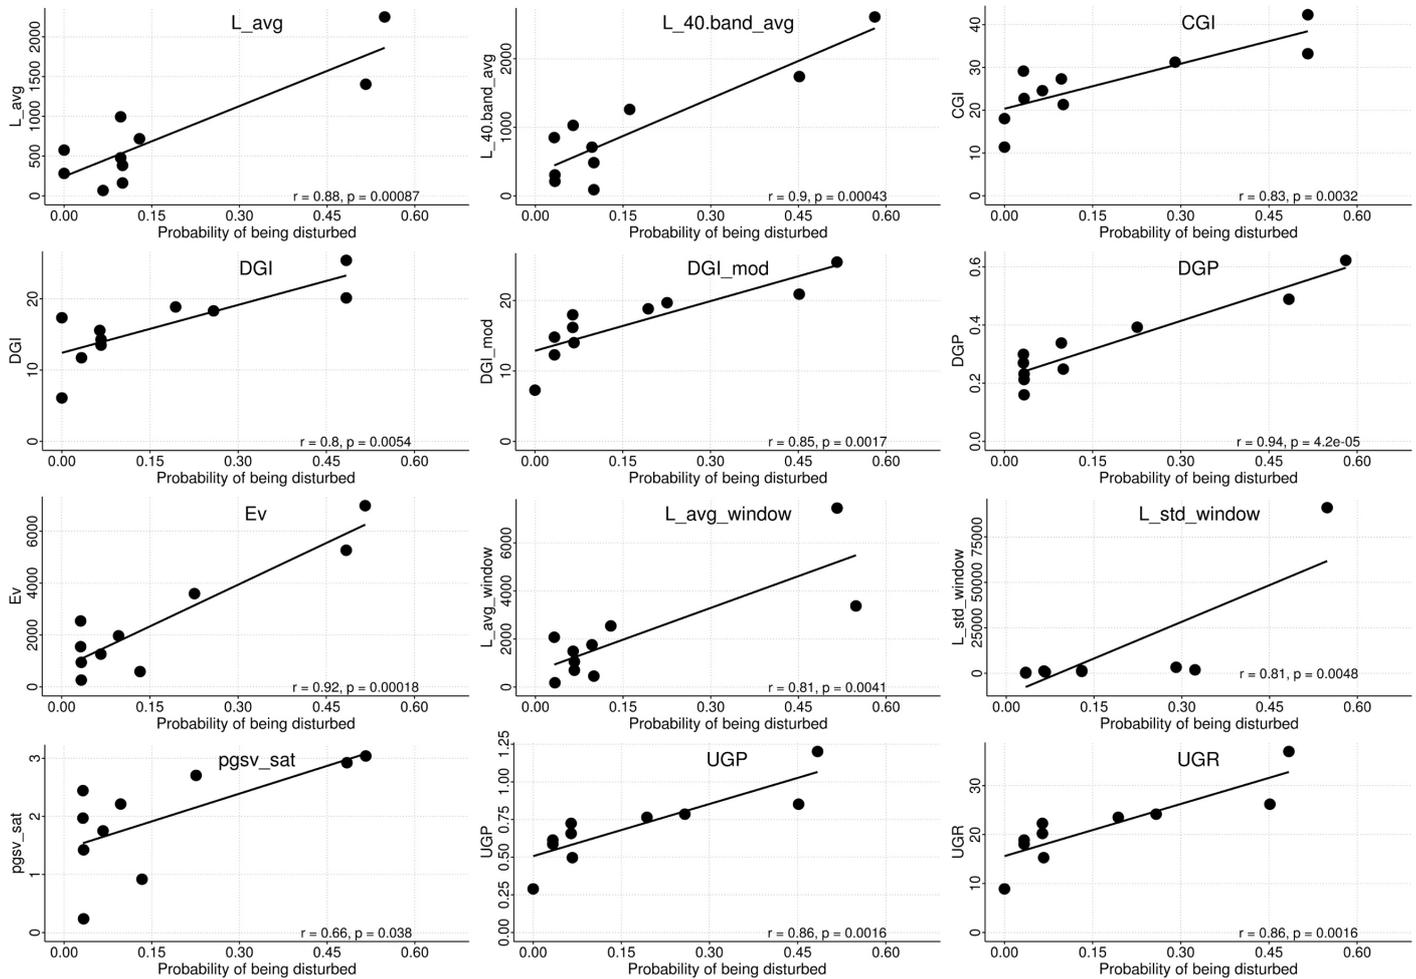 L_avg
L_avg
0
500
1000
1500
2000
r = 0.88, p = 0.00087
0.00 0.15 0.30 0.45 0.60
Probability of being disturbed
L_40.band_avg
L_40.band_avg
0
1000
2000
r = 0.9, p = 0.00043
0.00 0.15 0.30 0.45 0.60
Probability of being disturbed
CGI
CGI
0
10
20
30
40
r = 0.83, p = 0.0032
0.00 0.15 0.30 0.45 0.60
Probability of being disturbed
DGI
DGI
0
10
20
r = 0.8, p = 0.0054
0.00 0.15 0.30 0.45 0.60
Probability of being disturbed
DGI_mod
DGI_mod
0
10
20
r = 0.85, p = 0.0017
0.00 0.15 0.30 0.45 0.60
Probability of being disturbed
DGP
DGP
0.0
0.2
0.4
0.6
r = 0.94, p = 4.2e-05
0.00 0.15 0.30 0.45 0.60
Probability of being disturbed
Ev
Ev
0
2000
4000
6000
r = 0.92, p = 0.00018
0.00 0.15 0.30 0.45 0.60
Probability of being disturbed
L_avg_window
L_avg_window
0
2000
4000
6000
r = 0.81, p = 0.0041
0.00 0.15 0.30 0.45 0.60
Probability of being disturbed
L_std_window
L_std_window
0
25000
50000
75000
r = 0.81, p = 0.0048
0.00 0.15 0.30 0.45 0.60
Probability of being disturbed
pgsv_sat
pgsv_sat
0
1
2
3
r = 0.66, p = 0.038
0.00 0.15 0.30 0.45 0.60
Probability of being disturbed
UGP
UGP
0.00
0.25
0.50
0.75
1.00
1.25
r = 0.86, p = 0.0016
0.00 0.15 0.30 0.45 0.60
Probability of being disturbed
UGR
UGR
0
10
20
30
r = 0.86, p = 0.0016
0.00 0.15 0.30 0.45 0.60
Probability of being disturbed